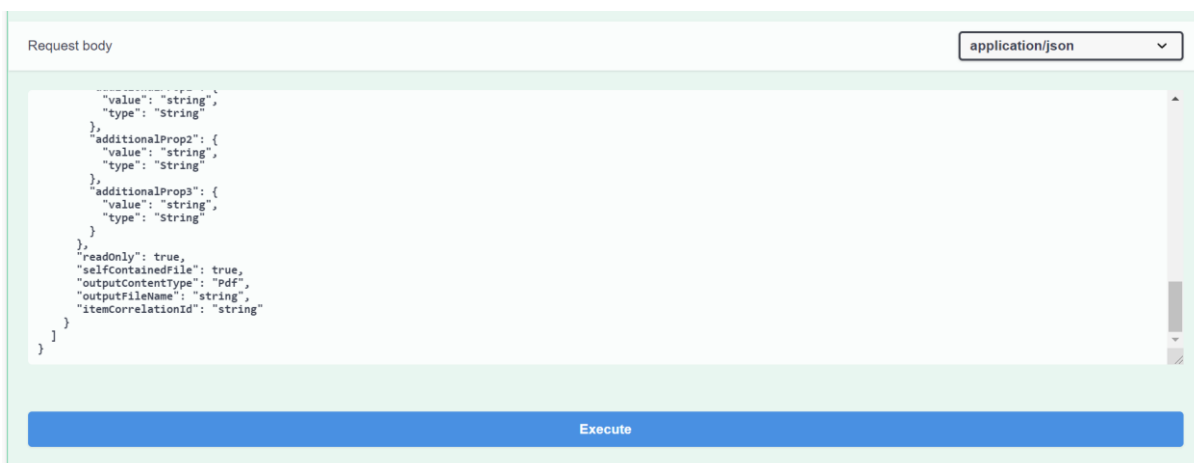 Request body
application/json
"value": "string",
"type": "String"
},
"additionalProp2": {
"value": "string",
"type": "String"
},
"additionalProp3": {
"value": "string",
"type": "String"
}
},
"readOnly": true,
"selfContainedFile": true,
"outputContentType": "Pdf",
"outputFileName": "string",
"itemCorrelationId": "string"
}
]
}
Execute